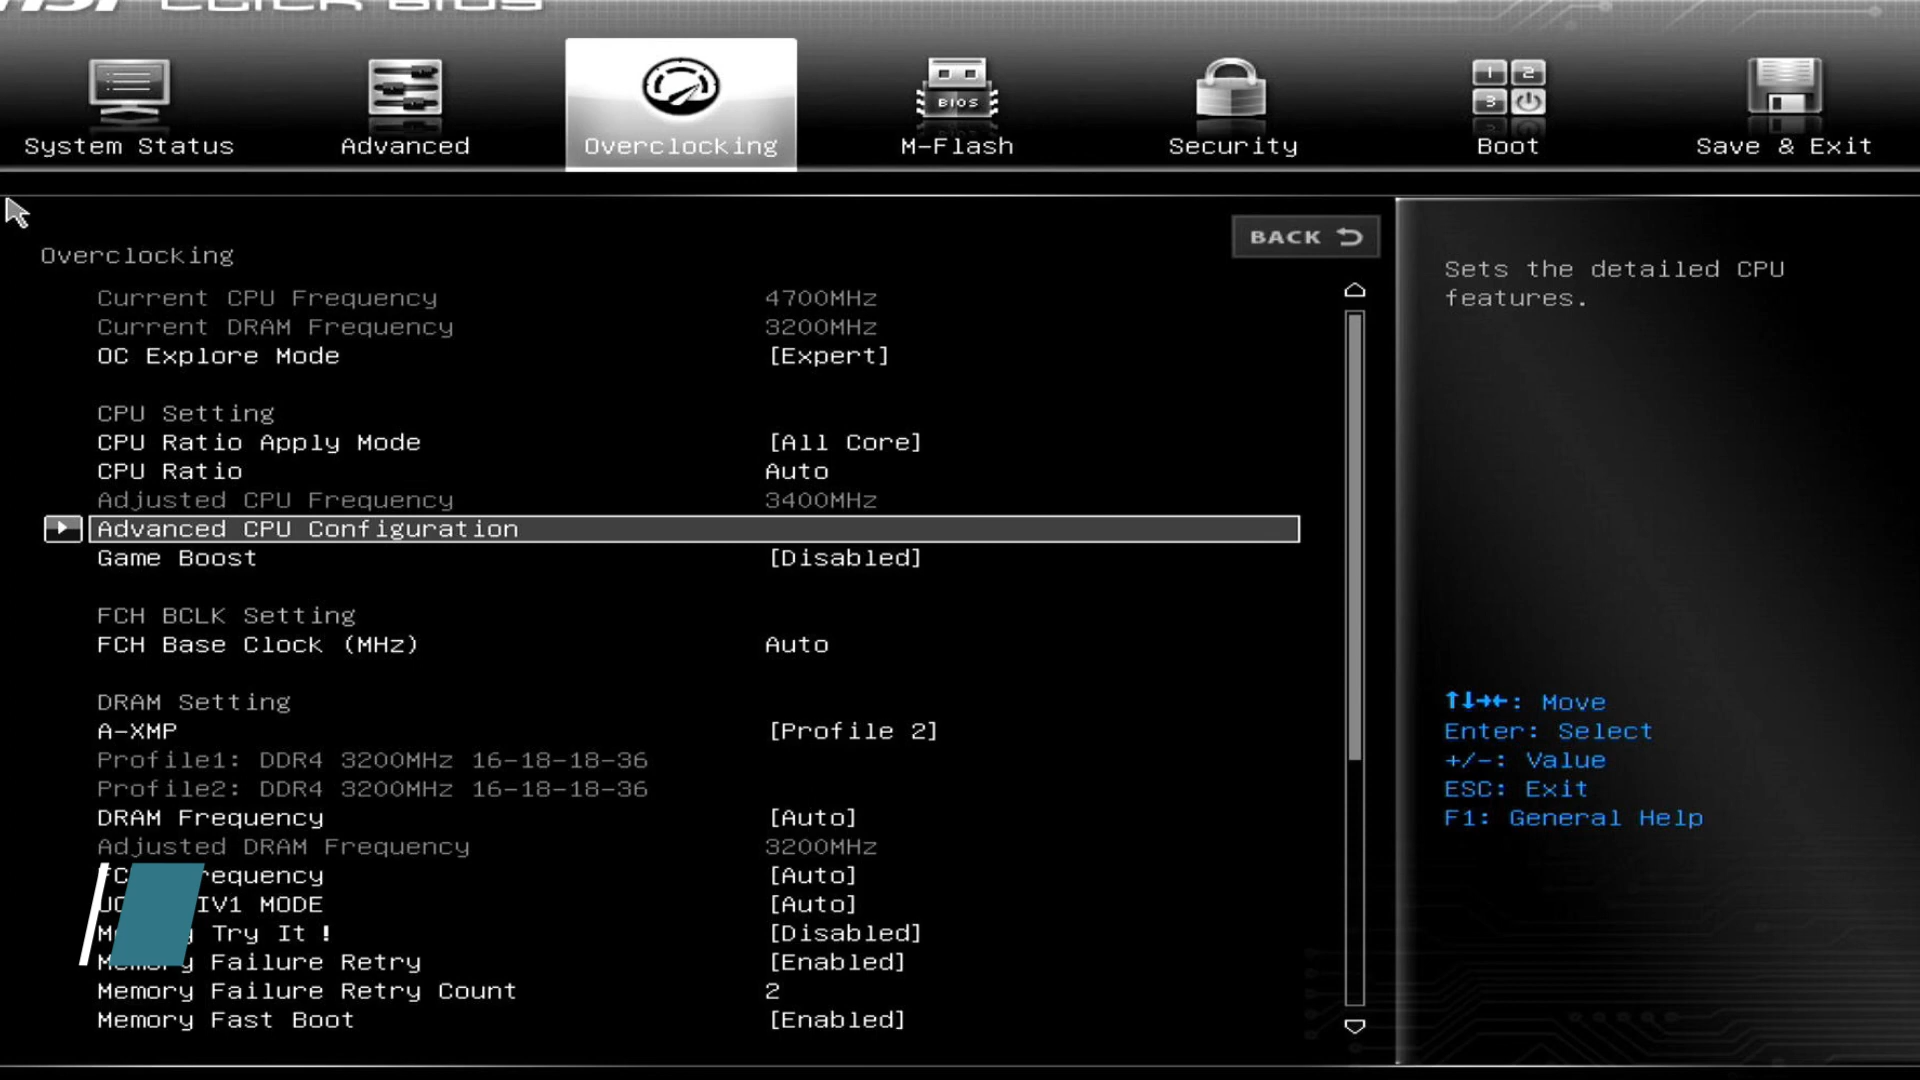 System Status
Advanced
Overclocking
BIOS
M-Flash
Security
1 2
3
Boot
Save & Exit
BACK
Overclocking
Current CPU Frequency 4700MHz
Current DRAM Frequency 3200MHz
OC Explore Mode [Expert]
CPU Setting
CPU Ratio Apply Mode [All Core]
CPU Ratio Auto
Adjusted CPU Frequency 3400MHz
Advanced CPU Configuration
Game Boost [Disabled]
FCH BCLK Setting
FCH Base Clock (MHz) Auto
DRAM Setting
A-XMP [Profile 2]
Profile1: DDR4 3200MHz 16-18-18-36
Profile2: DDR4 3200MHz 16-18-18-36
DRAM Frequency [Auto]
Adjusted DRAM Frequency 3200MHz
[Auto]
MODE [Auto]
Try It ! [Disabled]
Memory Failure Retry [Enabled]
Memory Failure Retry Count 2
Memory Fast Boot [Enabled]
Sets the detailed CPU
features.
↑↓→←: Move
Enter: Select
+/-: Value
ESC: Exit
F1: General Help